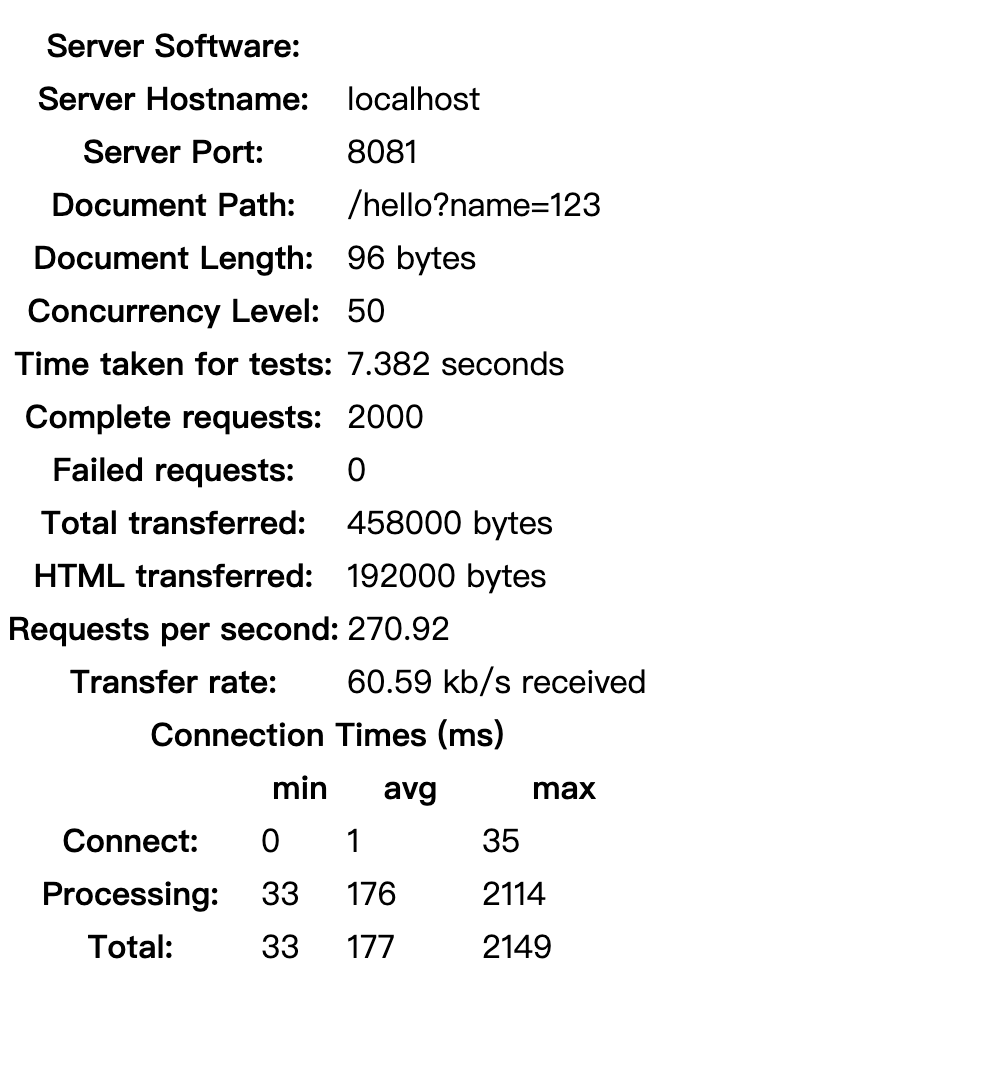 Server Software:
Server Hostname: localhost
Server Port: 8081
Document Path: /hello?name=123
Document Length: 96 bytes
Concurrency Level: 50
Time taken for tests: 7.382 seconds
Complete requests: 2000
Failed requests: 0
Total transferred: 458000 bytes
HTML transferred: 192000 bytes
Requests per second: 270.92
Transfer rate: 60.59 kb/s received
Connection Times (ms)
min avg max
Connect: 0 1 35
Processing: 33 176 2114
Total: 33 177 2149